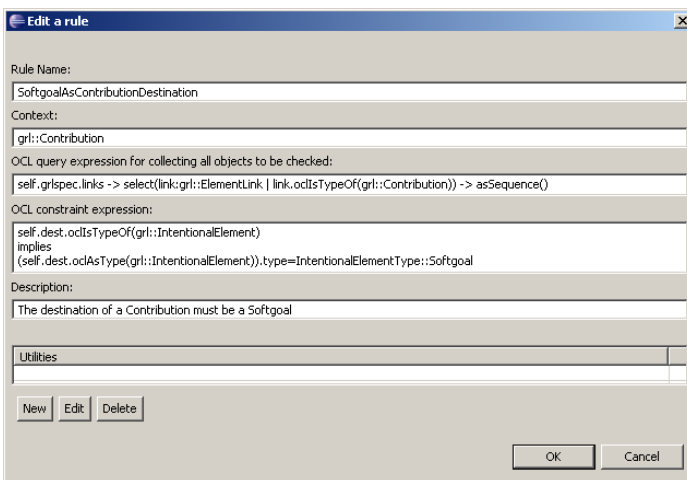 Edit a rule
Rule Name:
SoftgoalAsContributionDestination
Context:
grl::Contribution
OCL query expression for collecting all objects to be checked:
self.grlspec.links -> select(link:grl::ElementLink | link.oclIsTypeOf(grl::Contribution)) -> asSequence()
OCL constraint expression:
self.dest.oclIsTypeOf(grl::IntentionalElement)
implies
(self.dest.oclAsType(grl::IntentionalElement)).type=IntentionalElementType::Softgoal
Description:
The destination of a Contribution must be a Softgoal
Utilities
New Edit Delete
OK Cancel